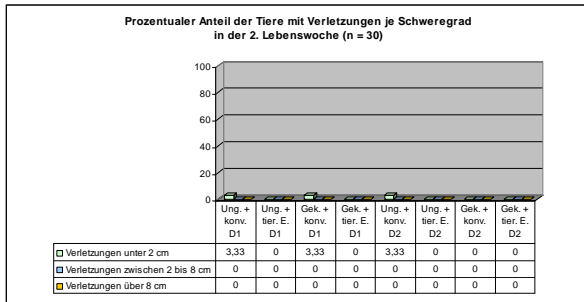 Prozentualer Anteil der Tiere mit Verletzungen je Schweregrad
in der 2. Lebenswoche (n = 30)
100
80
60
40
20
0
Ung. + konv. D1 Ung. + tier. E. D1 Gek. + konv. D1 Gek. + tier. E. D1 Ung. + konv. D2 Ung. + tier. E. D2 Gek. + konv. D2 Gek. + tier. E. D2
Verletzungen unter 2 cm 3,33 0 3,33 0 3,33 0 0 0
Verletzungen zwischen 2 bis 8 cm 0 0 0 0 0 0 0 0
Verletzungen über 8 cm 0 0 0 0 0 0 0 0